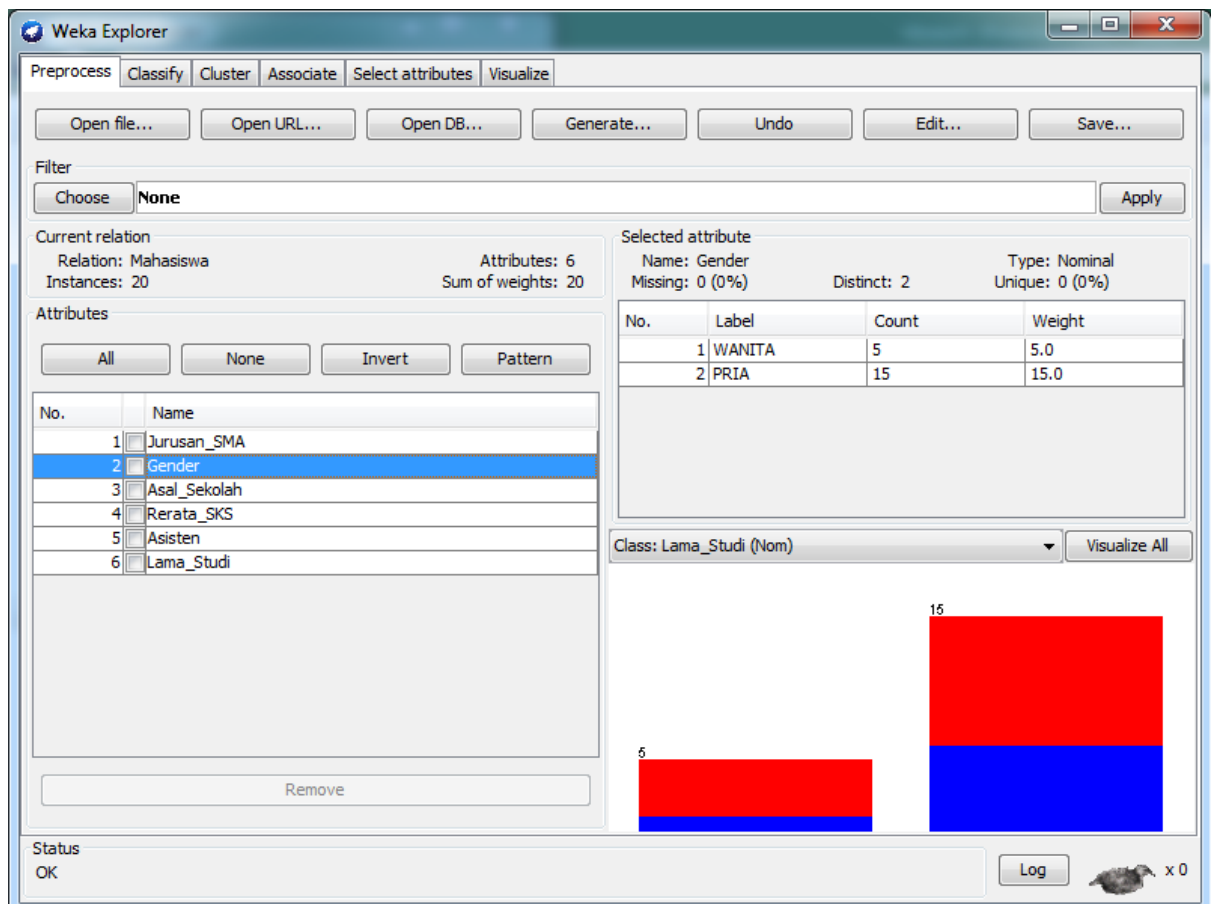 Weka Explorer
Preprocess Classify Cluster Associate Select attributes Visualize
Open file... Open URL... Open DB... Generate... Undo Edit... Save...
Filter
Choose None Apply
Current relation
Relation: Mahasiswa Attributes: 6
Instances: 20 Sum of weights: 20
Attributes
All None Invert Pattern
No. Name
1 Jurusan_SMA
2 Gender
3 Asal_Sekolah
4 Rerata_SKS
5 Asisten
6 Lama_Studi
Remove
Selected attribute
Name: Gender Type: Nominal
Missing: 0 (0%) Distinct: 2 Unique: 0 (0%)
No. Label Count Weight
1 WANITA 5 5.0
2 PRIA 15 15.0
Class: Lama_Studi (Nom) Visualize All
15
5
Status
OK
Log x 0